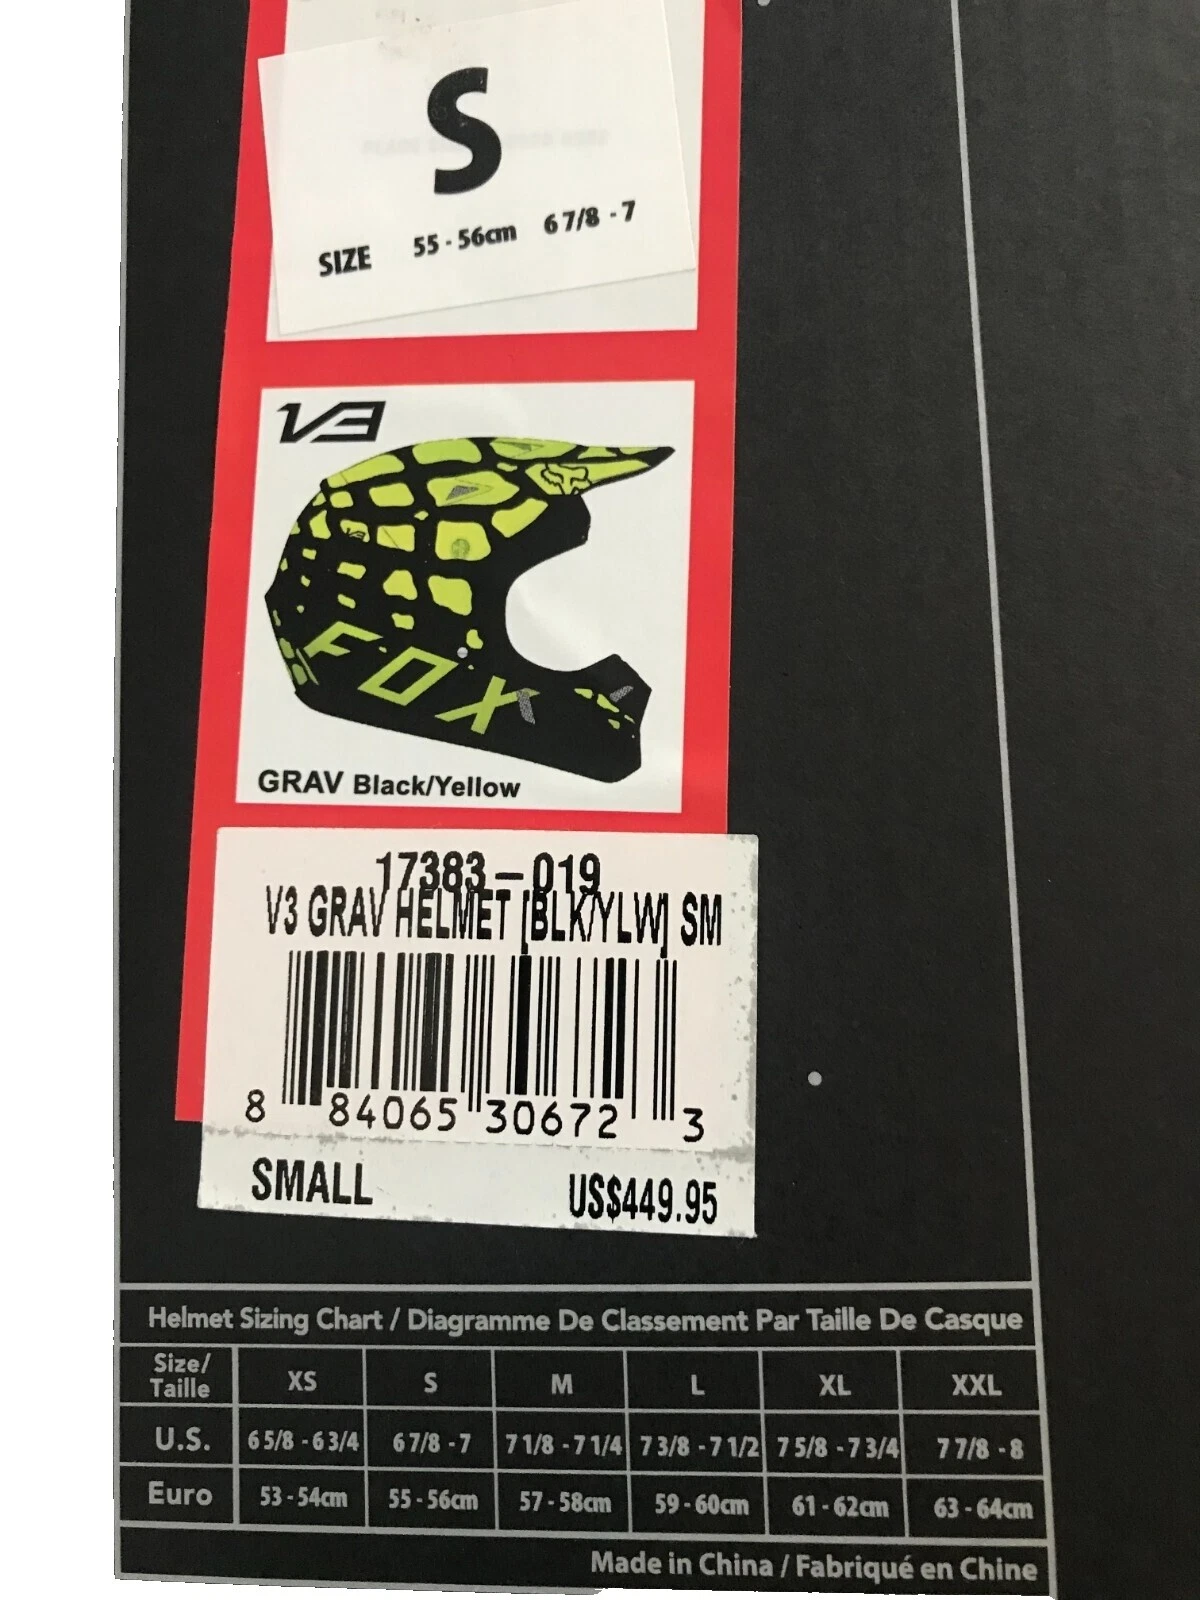 S
SIZE 55 - 56cm 6 7/8 - 7
V3
FOX
GRAV Black/Yellow
17383-019
V3 GRAV HELMET [BLK/YLW] SM
8 84065 30672 3
SMALL US$449.95
Helmet Sizing Chart / Diagramme De Classement Par Taille De Casque
Size/ Taille XS S M L XL XXL
U.S. 6 5/8 - 6 3/4 6 7/8 - 7 7 1/8 - 7 1/4 7 3/8 - 7 1/2 7 5/8 - 7 3/4 7 7/8 - 8
Euro 53 - 54cm 55 - 56cm 57 - 58cm 59 - 60cm 61 - 62cm 63 - 64cm
Made in China / Fabriqué en Chine